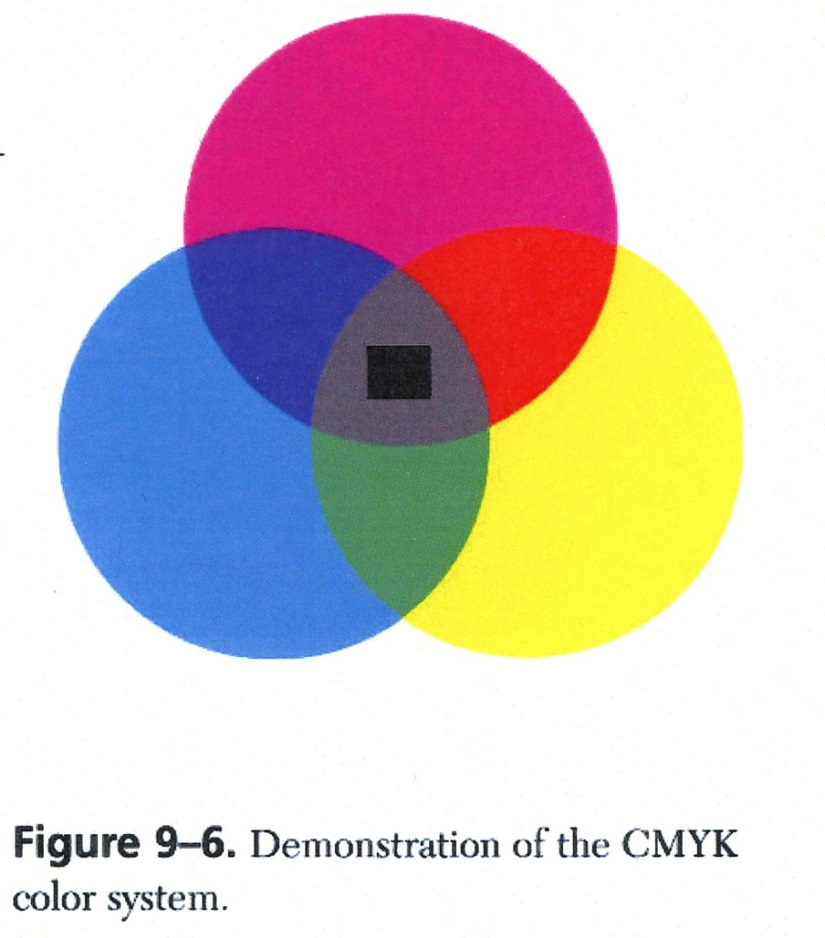 Figure 9–6. Demonstration of the CMYK
color system.